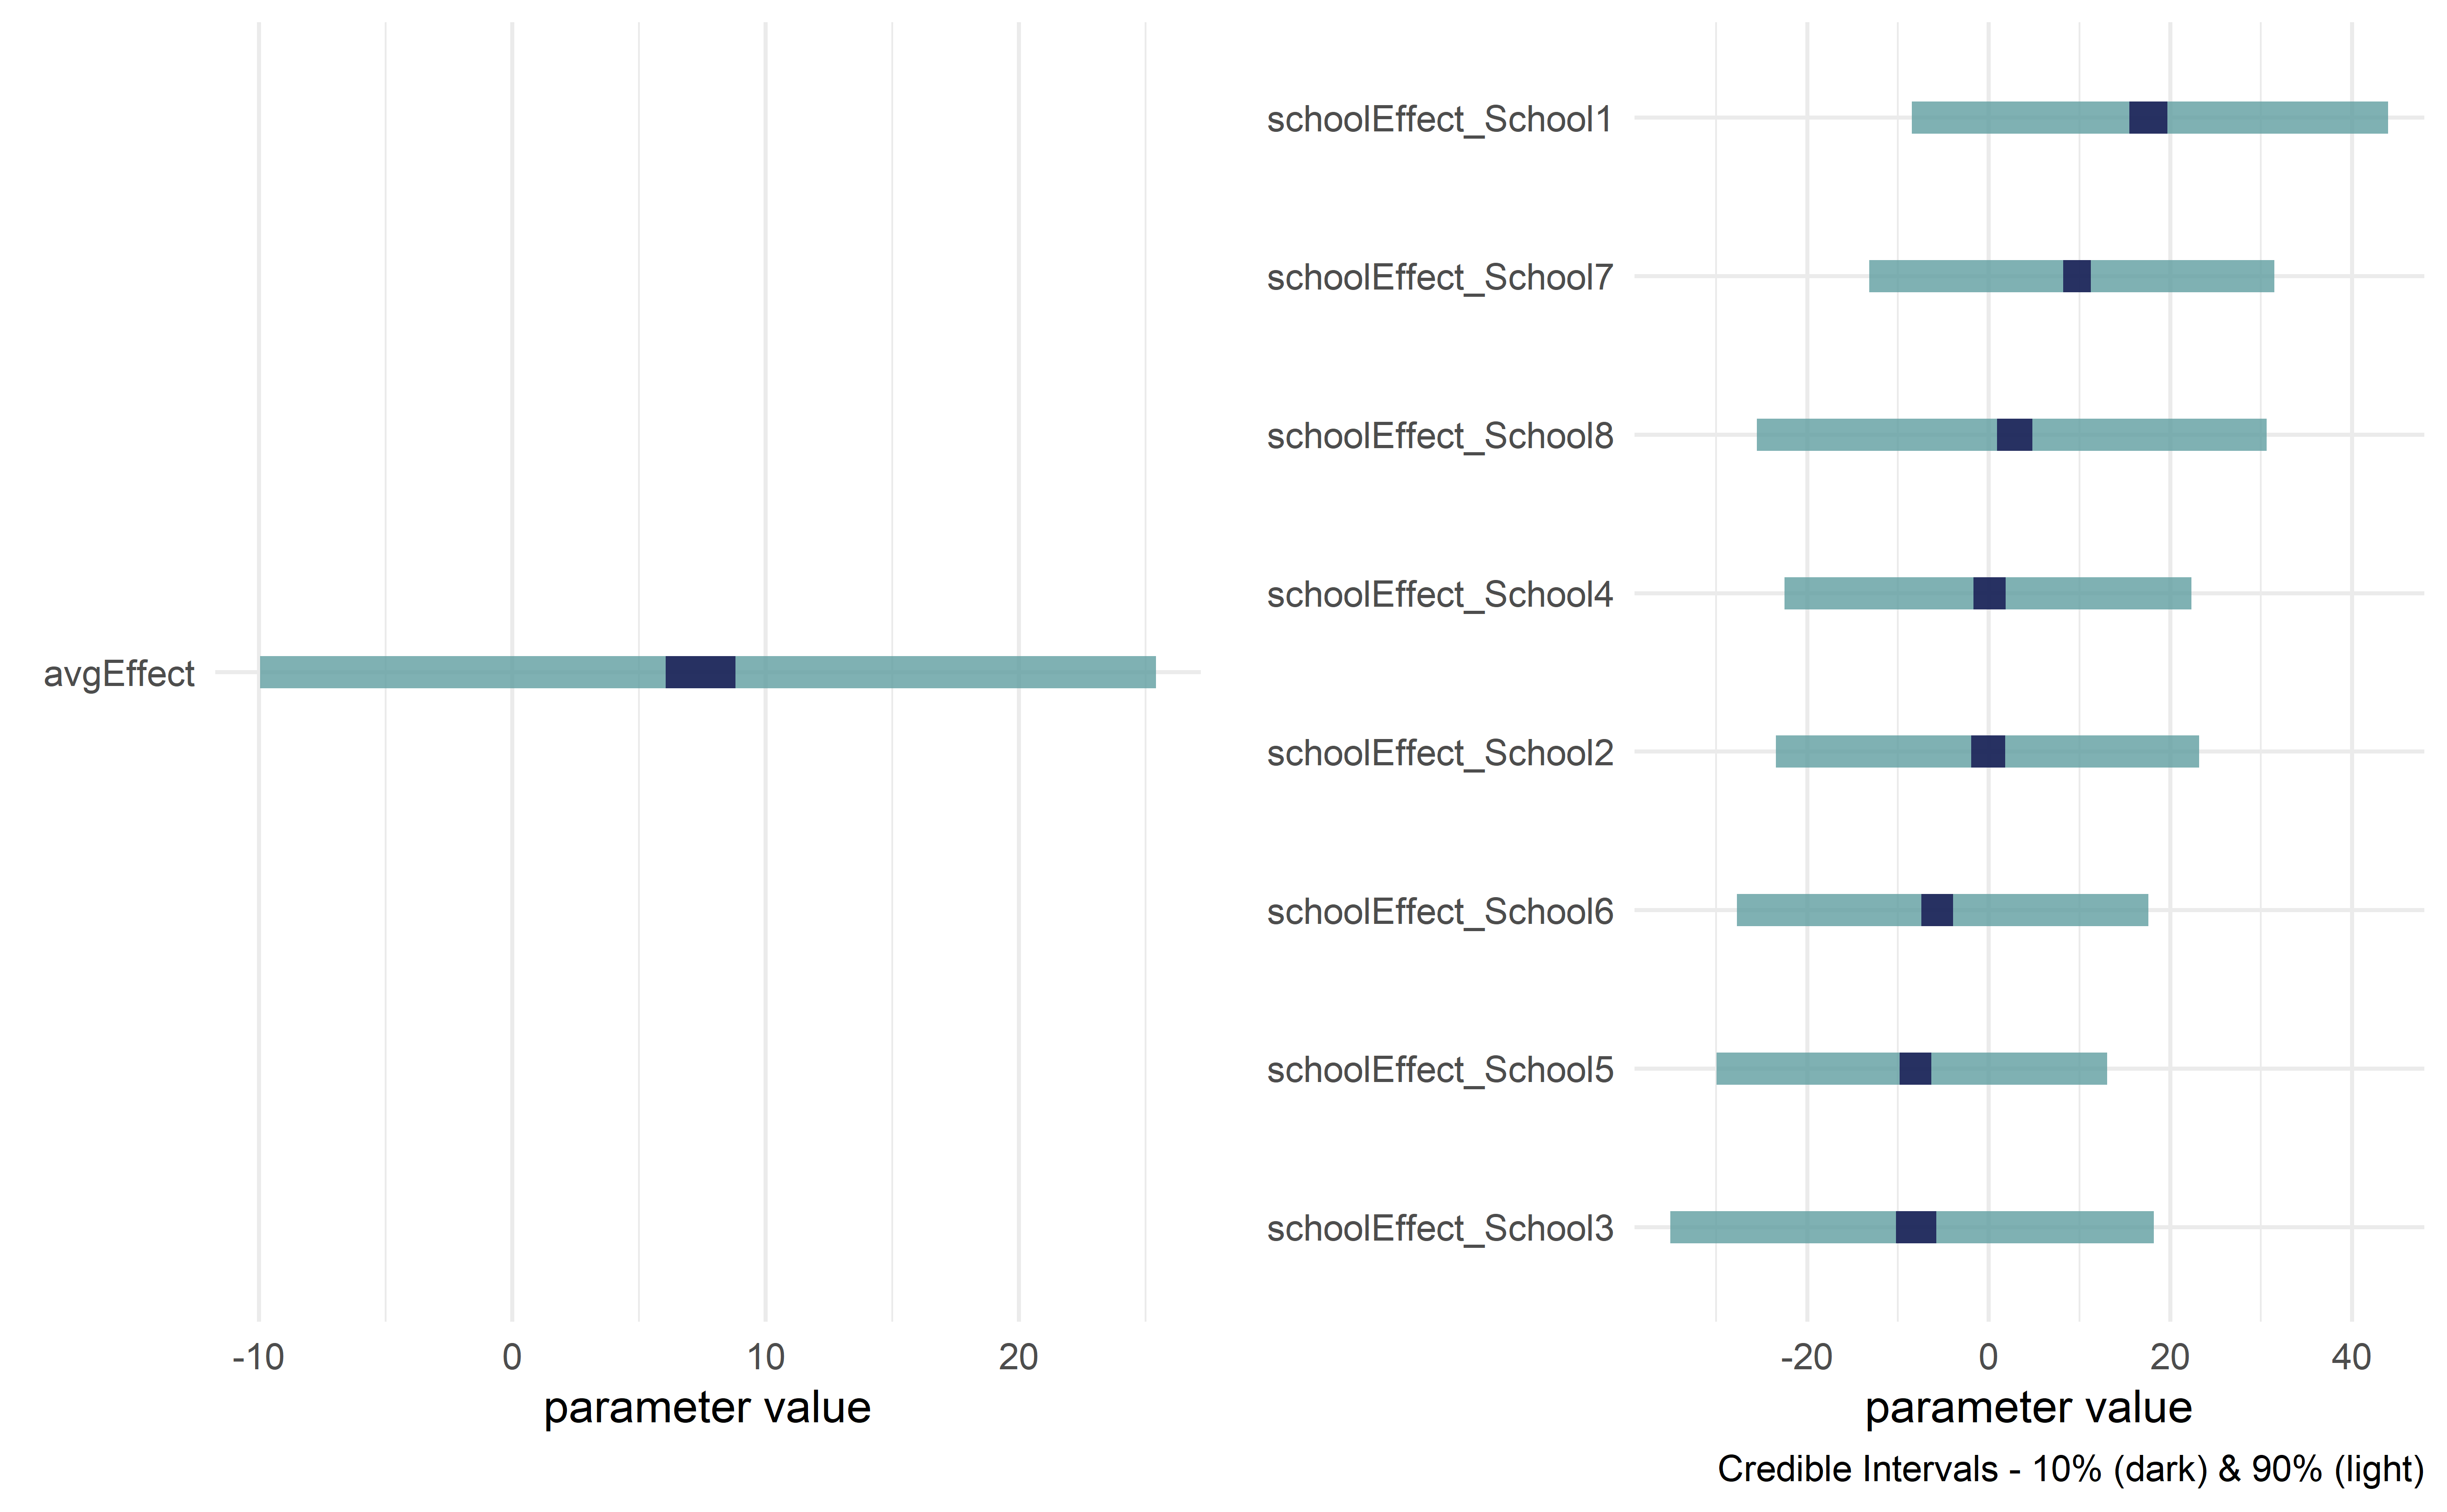 avgEffect
-10 0 10 20
parameter value
schoolEffect_School1
schoolEffect_School7
schoolEffect_School8
schoolEffect_School4
schoolEffect_School2
schoolEffect_School6
schoolEffect_School5
schoolEffect_School3
-20 0 20 40
parameter value
Credible Intervals - 10% (dark) & 90% (light)